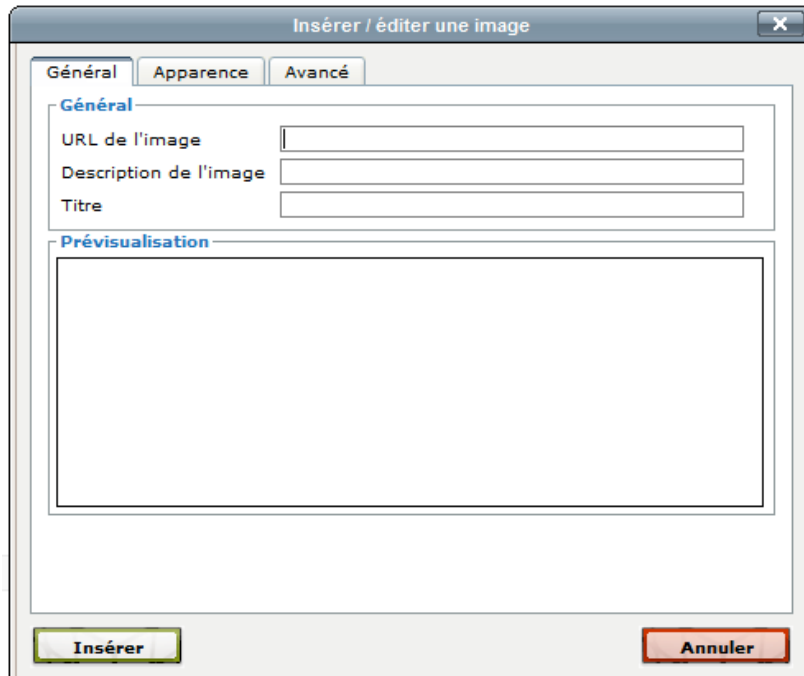 Insérer / éditer une image
Général Apparence Avancé
Général
URL de l'image
Description de l'image
Titre
Prévisualisation
Insérer Annuler